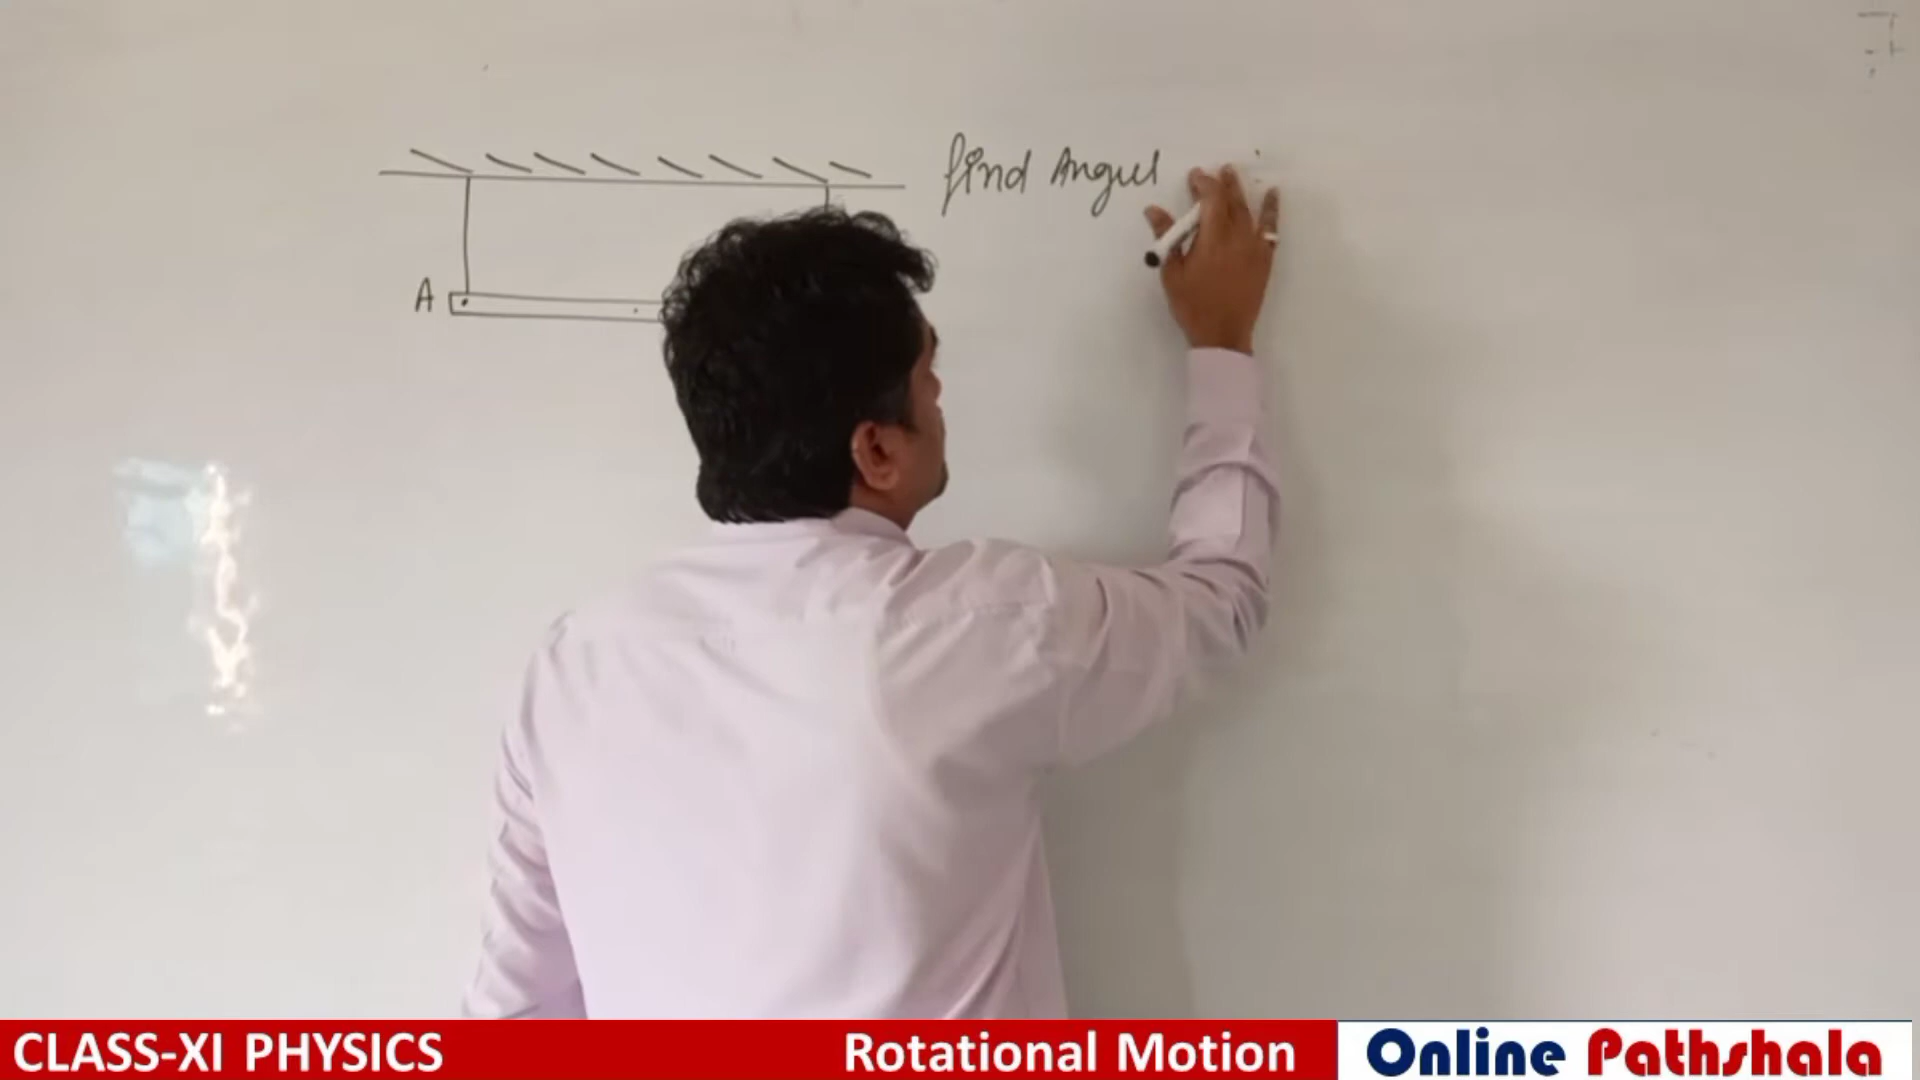 find Angul
A
CLASS-XI PHYSICS
Rotational Motion
Online Pathshala